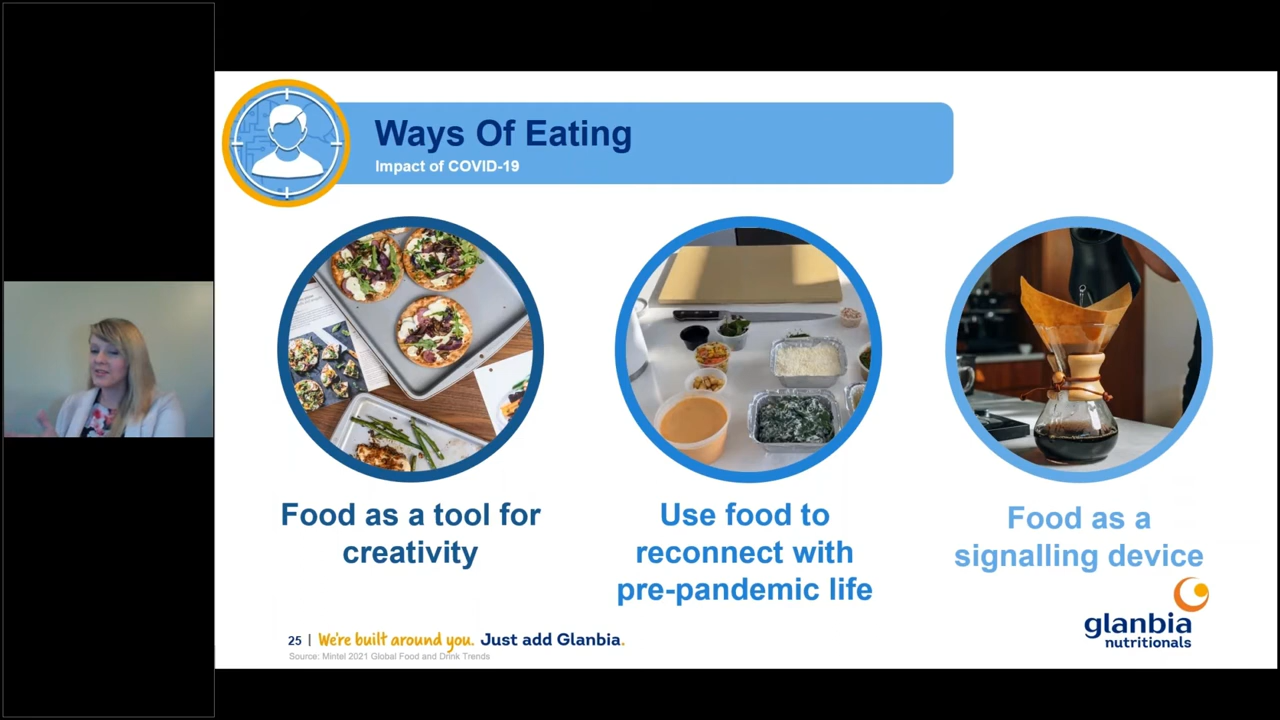 Ways Of Eating
Impact of COVID-19
Food as a tool for
creativity
Use food to
reconnect with
pre-pandemic life
Food as a
signalling device
25 | We're built around you. Just add Glanbia.
Source: Mintel 2021 Global Food and Drink Trends
glanbia
nutritionals